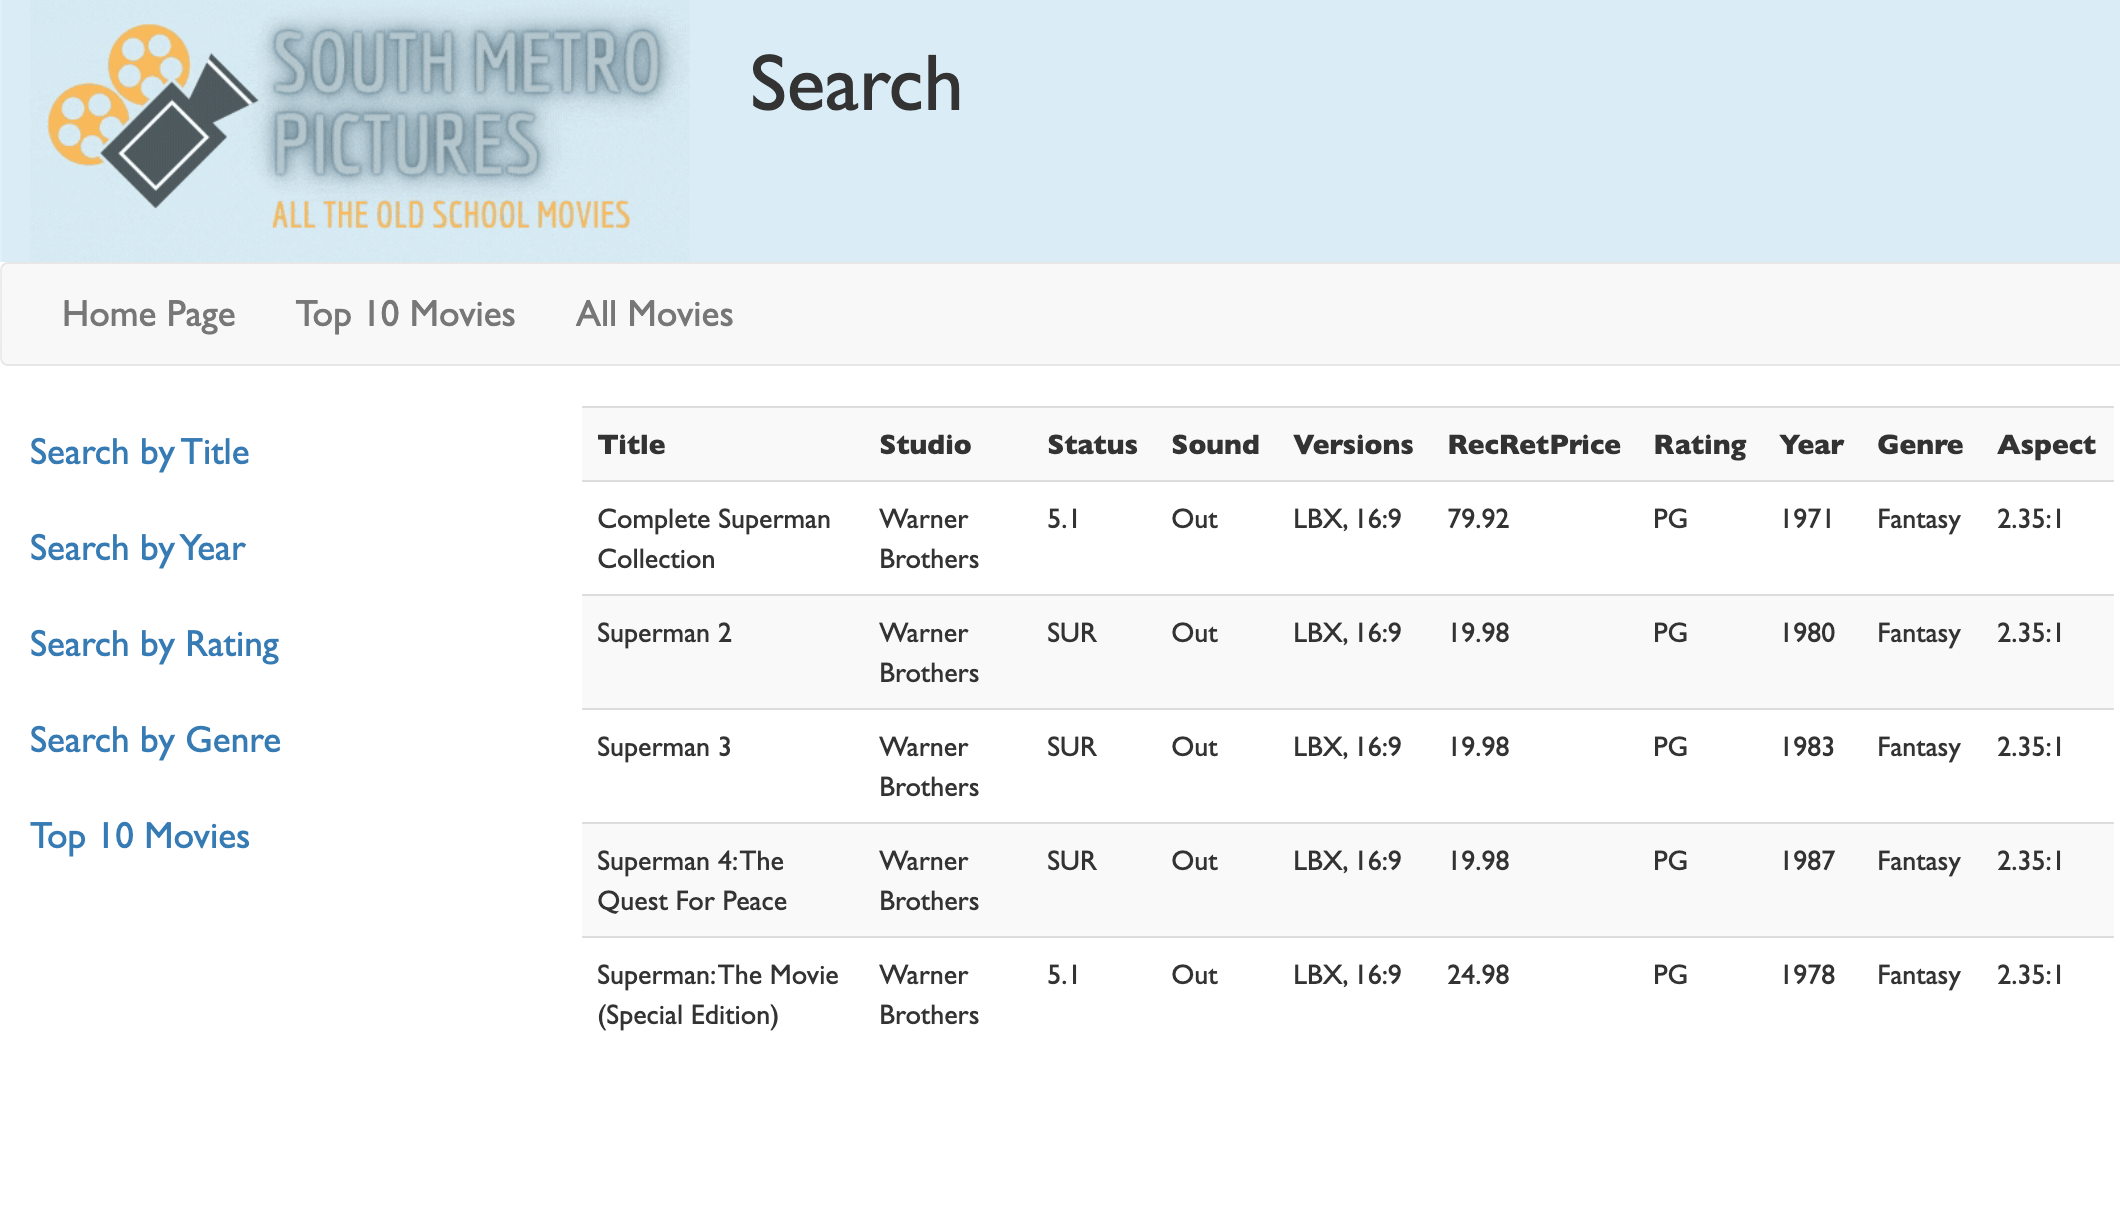 SOUTH METRO
PICTURES
ALL THE OLD SCHOOL MOVIES
Search
Home Page Top 10 Movies All Movies
Search by Title
Search by Year
Search by Rating
Search by Genre
Top 10 Movies
Title Studio Status Sound Versions RecRetPrice Rating Year Genre Aspect
Complete Superman Warner 5.1 Out LBX, 16:9 79.92 PG 1971 Fantasy 2.35:1
Collection Brothers
Superman 2 Warner SUR Out LBX, 16:9 19.98 PG 1980 Fantasy 2.35:1
Brothers
Superman 3 Warner SUR Out LBX, 16:9 19.98 PG 1983 Fantasy 2.35:1
Brothers
Superman 4: The Warner SUR Out LBX, 16:9 19.98 PG 1987 Fantasy 2.35:1
Quest For Peace Brothers
Superman: The Movie Warner 5.1 Out LBX, 16:9 24.98 PG 1978 Fantasy 2.35:1
(Special Edition) Brothers